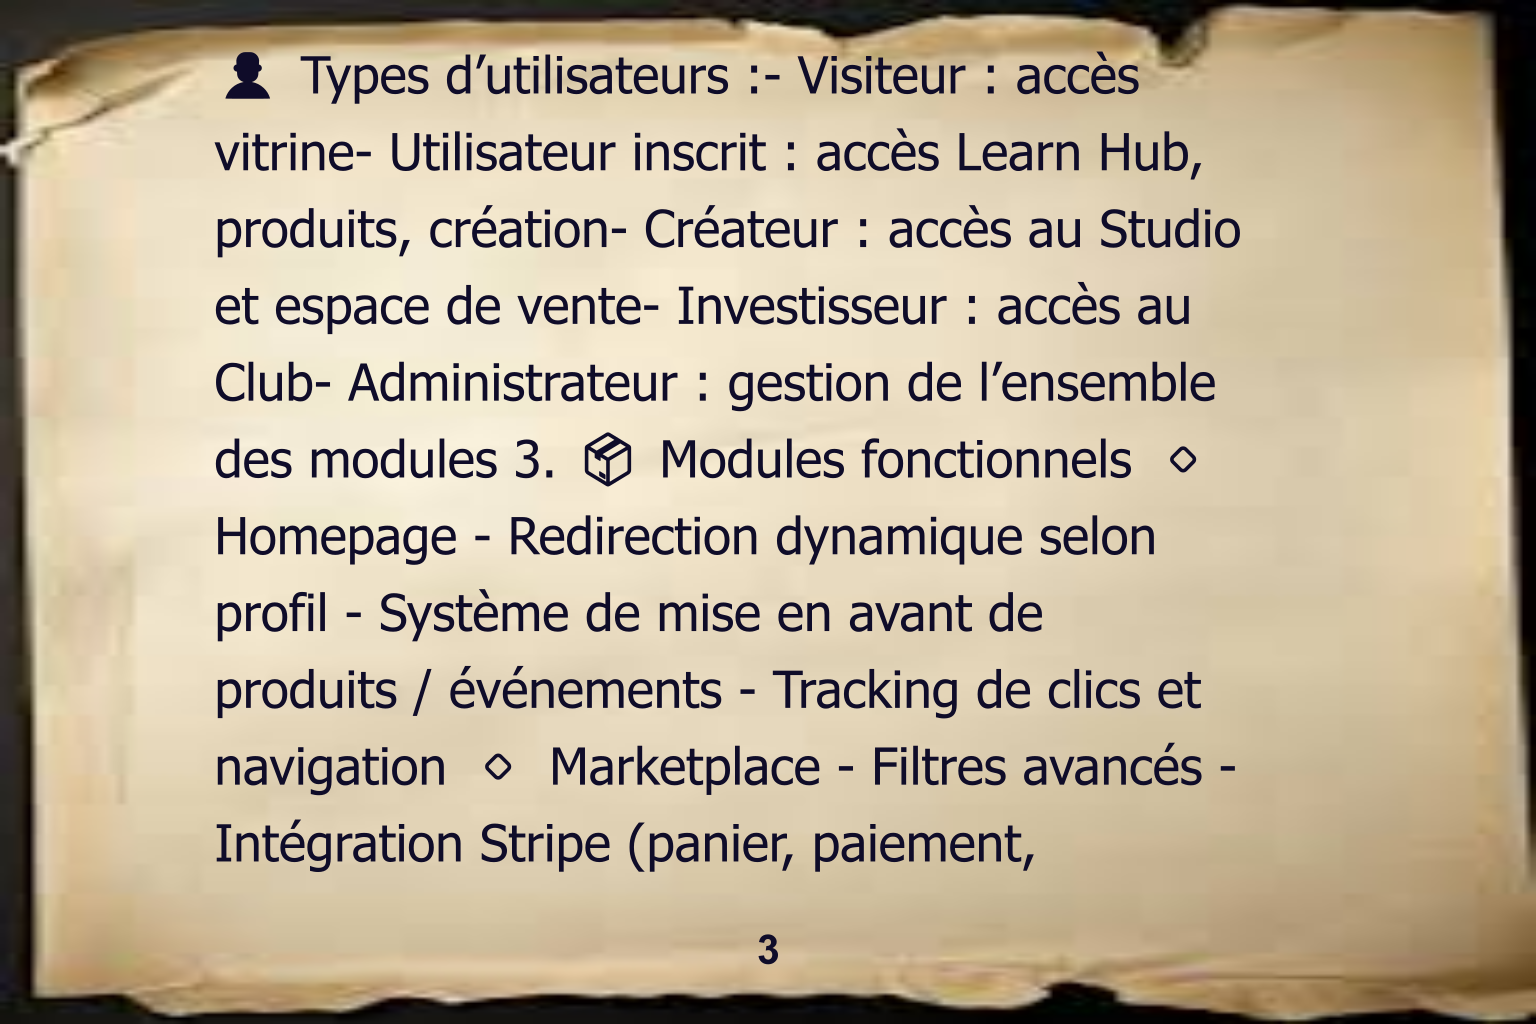 👤 Types d’utilisateurs :- Visiteur : accès
vitrine- Utilisateur inscrit : accès Learn Hub,
produits, création- Créateur : accès au Studio
et espace de vente- Investisseur : accès au
Club- Administrateur : gestion de l’ensemble
des modules 3. 📦 Modules fonctionnels 🔹
Homepage - Redirection dynamique selon
profil - Système de mise en avant de
produits / événements - Tracking de clics et
navigation 🔹 Marketplace - Filtres avancés -
Intégration Stripe (panier, paiement,
3